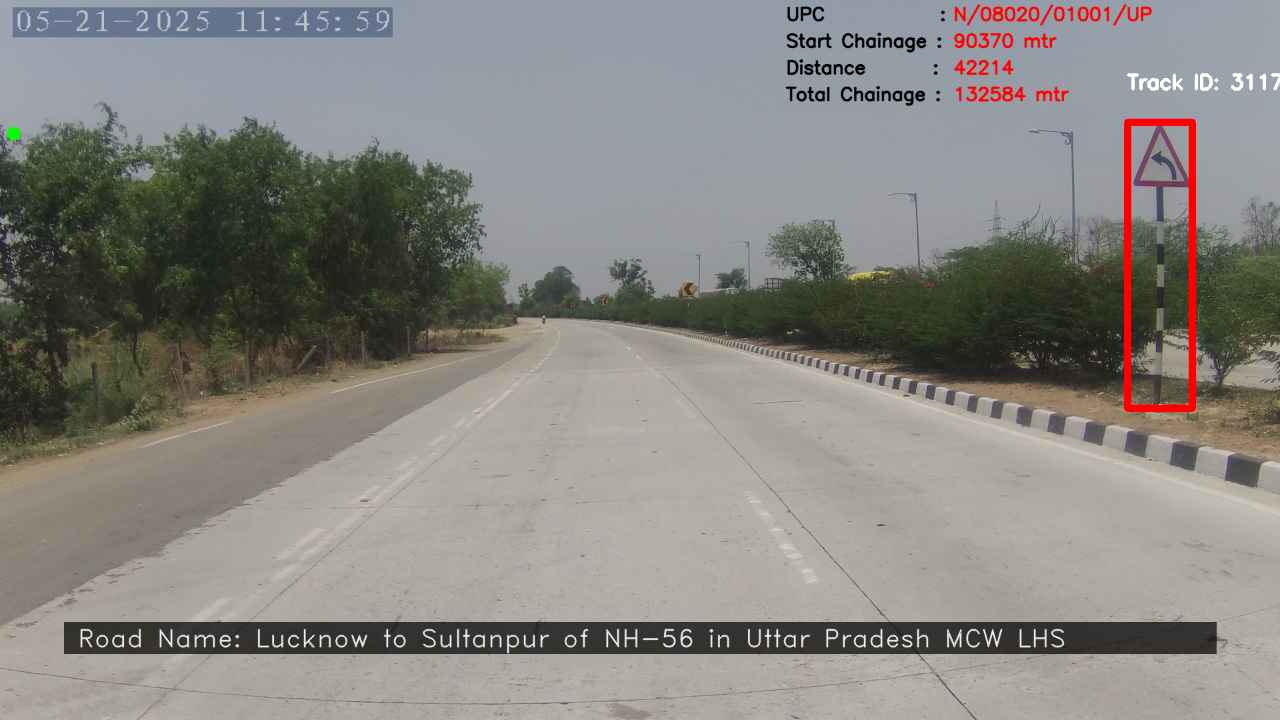 05-21-2025 11:45:59
UPC : N/08020/01001/UP
Start Chainage : 90370 mtr
Distance : 42214
Total Chainage : 132584 mtr
Track ID: 3117
Road Name: Lucknow to Sultanpur of NH-56 in Uttar Pradesh MCW LHS